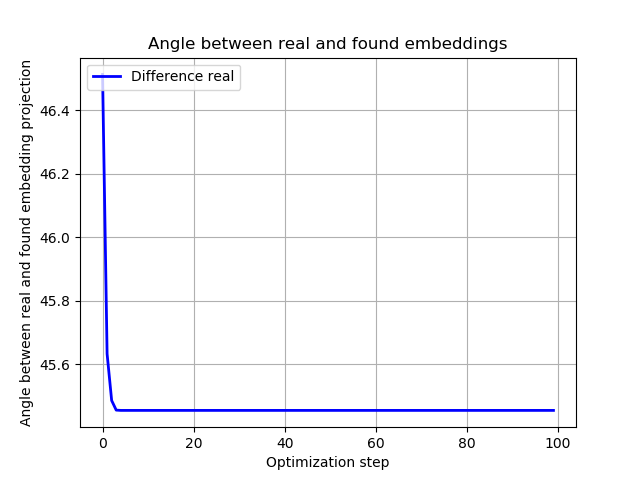 Angle between real and found embeddings
Difference real
Angle between real and found embedding projection
46.4
46.2
46.0
45.8
45.6
0 20 40 60 80 100
Optimization step